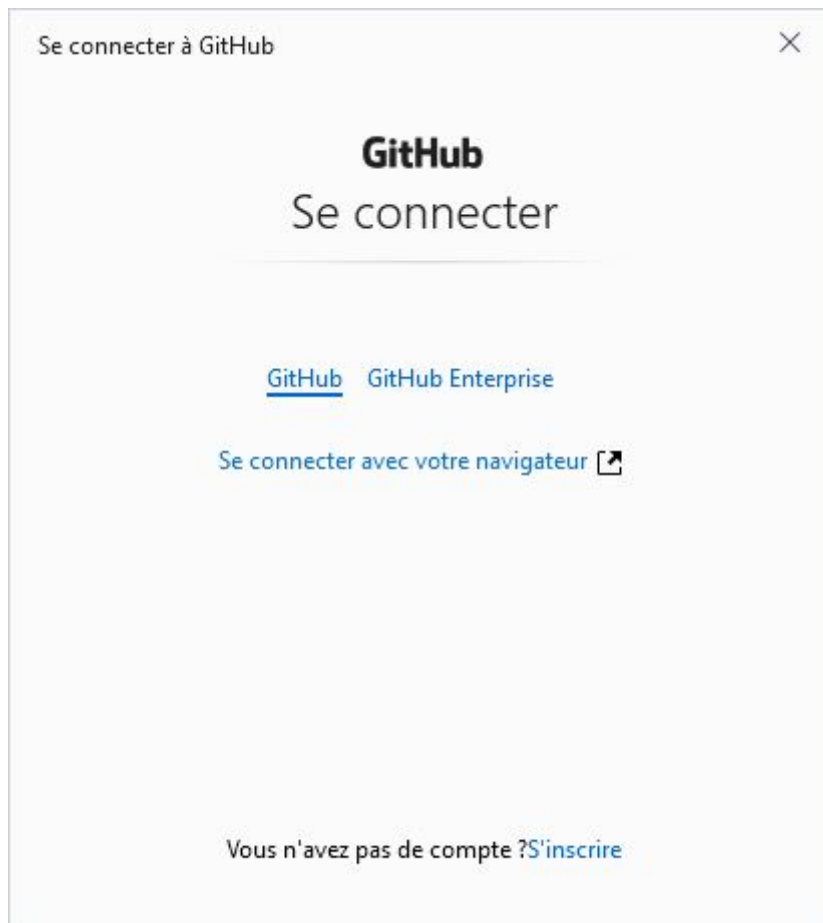 Se connecter à GitHub
GitHub
Se connecter
GitHub GitHub Enterprise
Se connecter avec votre navigateur
Vous n'avez pas de compte ?S'inscrire